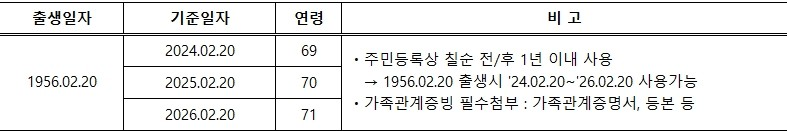 출생일자 기준일자 연령 비 고
1956.02.20
2024.02.20 69
2025.02.20 70
2026.02.20 71
• 주민등록상 칠순 전/후 1년 이내 사용
→ 1956.02.20 출생시 '24.02.20~'26.02.20 사용가능
• 가족관계증빙 필수첨부 : 가족관계증명서, 등본 등